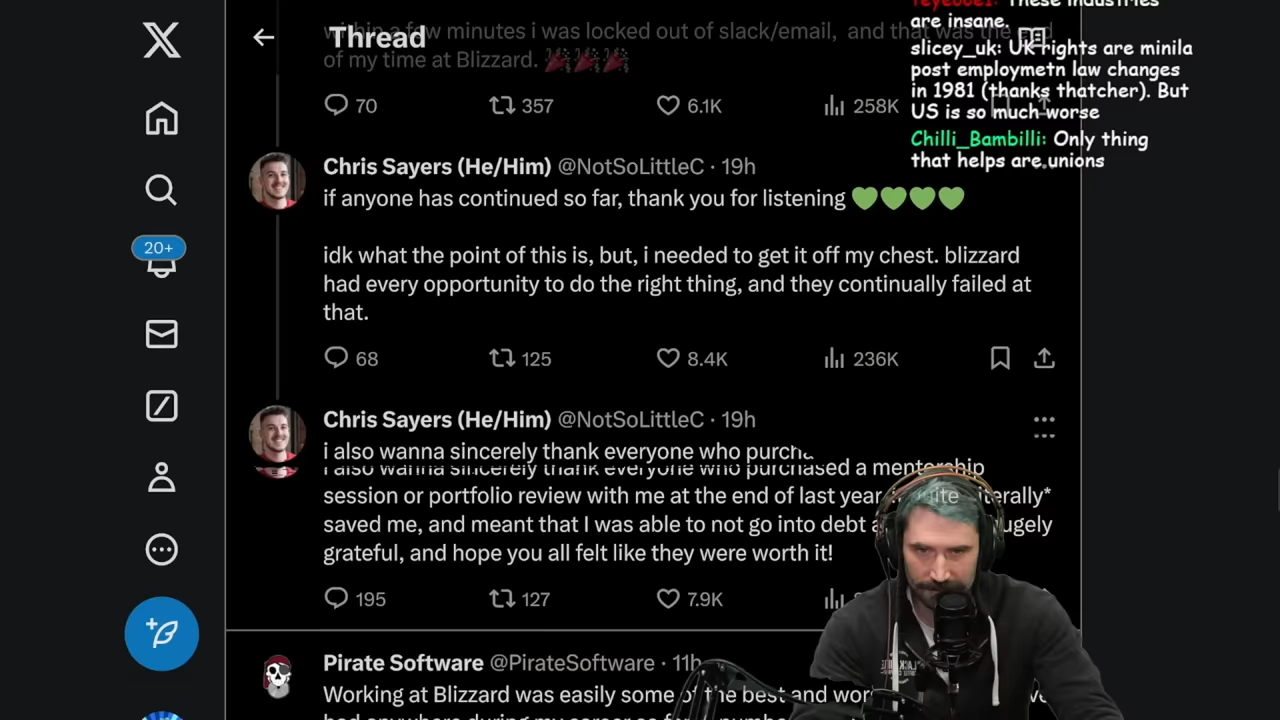 Thread
within a few minutes i was locked out of slack/email, and that was the end
of my time at Blizzard.
70
357
6.1K
258K
Chris Sayers (He/Him) @NotSoLittleC · 19h
if anyone has continued so far, thank you for listening 💚💚💚💚
idk what the point of this is, but, i needed to get it off my chest. blizzard
had every opportunity to do the right thing, and they continually failed at
that.
68
125
8.4K
236K
20+
Chris Sayers (He/Him) @NotSoLittleC · 19h
i also wanna sincerely thank everyone who purcha
i also wanna sincerely thank everyone who purchased a mentorship
session or portfolio review with me at the end of last year
saved me, and meant that I was able to not go into debt
grateful, and hope you all felt like they were worth it!
195
127
7.9K
Pirate Software @PirateSoftware · 11h
Working at Blizzard was easily some of the best and
These industries
are insane.
slicey_uk: UK rights are minila
post employmetn law changes
in 1981 (thanks thatcher). But
US is so much worse
Chilli_Bambilli: Only thing
that helps are unions